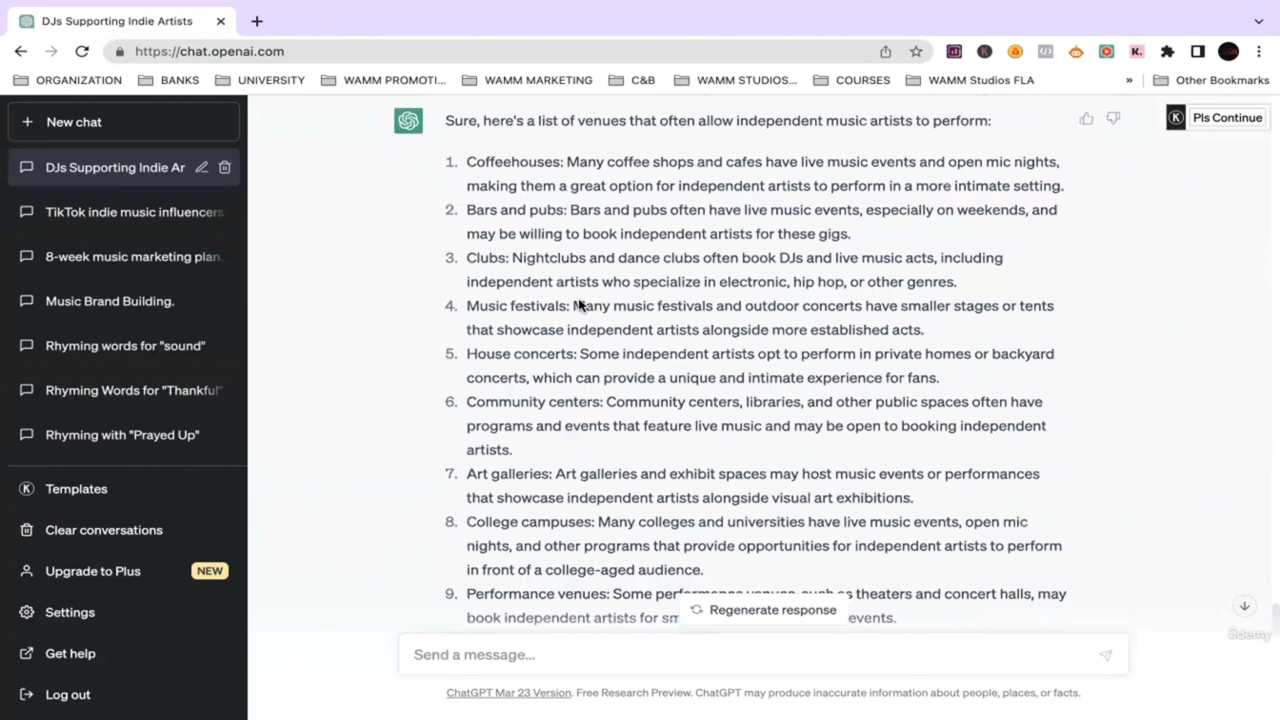 DJs Supporting Indie Artists
https://chat.openai.com
K.
ORGANIZATION BANKS UNIVERSITY WAMM PROMOTI... WAMM MARKETING C&B WAMM STUDIOS... COURSES WAMM Studios FLA » Other Bookmarks
New chat
DJs Supporting Indie Ar
TikTok indie music influencers
8-week music marketing plan.
Music Brand Building.
Rhyming words for "sound"
Rhyming Words for "Thankful"
Rhyming with "Prayed Up"
K Templates
Clear conversations
Upgrade to Plus NEW
Settings
Get help
Log out
K Pls Continue
Sure, here's a list of venues that often allow independent music artists to perform:
1. Coffeehouses: Many coffee shops and cafes have live music events and open mic nights,
making them a great option for independent artists to perform in a more intimate setting.
2. Bars and pubs: Bars and pubs often have live music events, especially on weekends, and
may be willing to book independent artists for these gigs.
3. Clubs: Nightclubs and dance clubs often book DJs and live music acts, including
independent artists who specialize in electronic, hip hop, or other genres.
4. Music festivals: Many music festivals and outdoor concerts have smaller stages or tents
that showcase independent artists alongside more established acts.
5. House concerts: Some independent artists opt to perform in private homes or backyard
concerts, which can provide a unique and intimate experience for fans.
6. Community centers: Community centers, libraries, and other public spaces often have
programs and events that feature live music and may be open to booking independent
artists.
7. Art galleries: Art galleries and exhibit spaces may host music events or performances
that showcase independent artists alongside visual art exhibitions.
8. College campuses: Many colleges and universities have live music events, open mic
nights, and other programs that provide opportunities for independent artists to perform
in front of a college-aged audience.
9. Performance venues: Some performance venues, such as theaters and concert halls, may
book independent artists for sm events.
Regenerate response
Send a message...
ChatGPT Mar 23 Version. Free Research Preview. ChatGPT may produce inaccurate information about people, places, or facts.
ûdemy